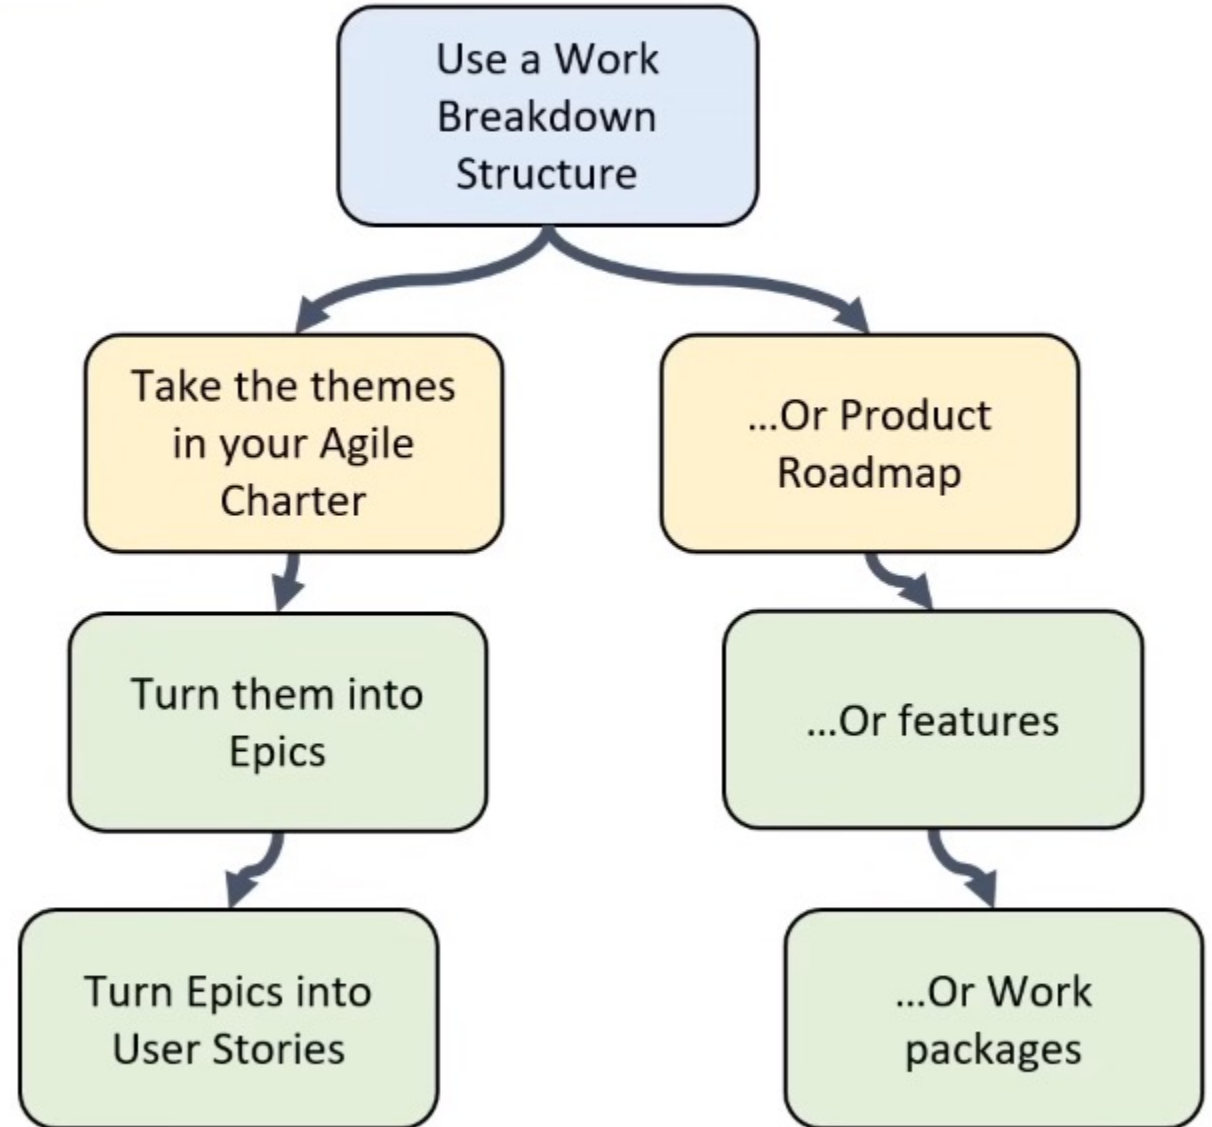 Use a Work
Breakdown
Structure
Take the themes
in your Agile
Charter
...Or Product
Roadmap
Turn them into
Epics
...Or features
Turn Epics into
User Stories
...Or Work
packages